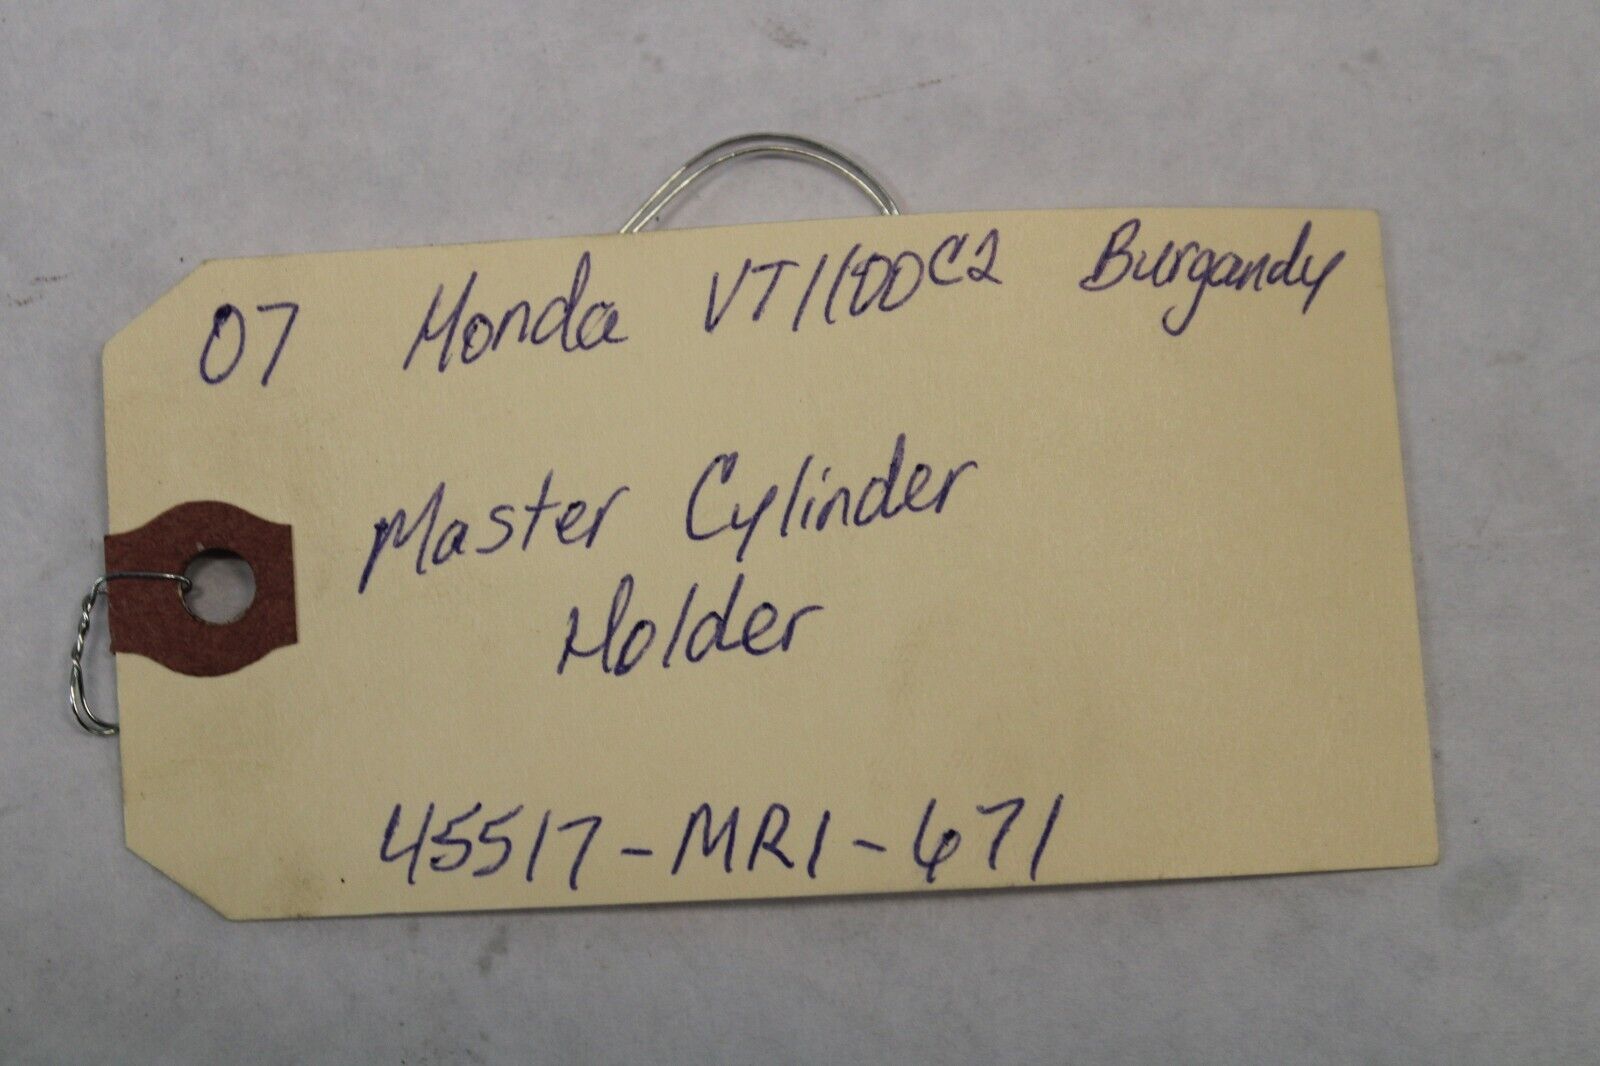 07 Honda VT1100C2 Burgandy
Master Cylinder
Holder
45517-MR1-671